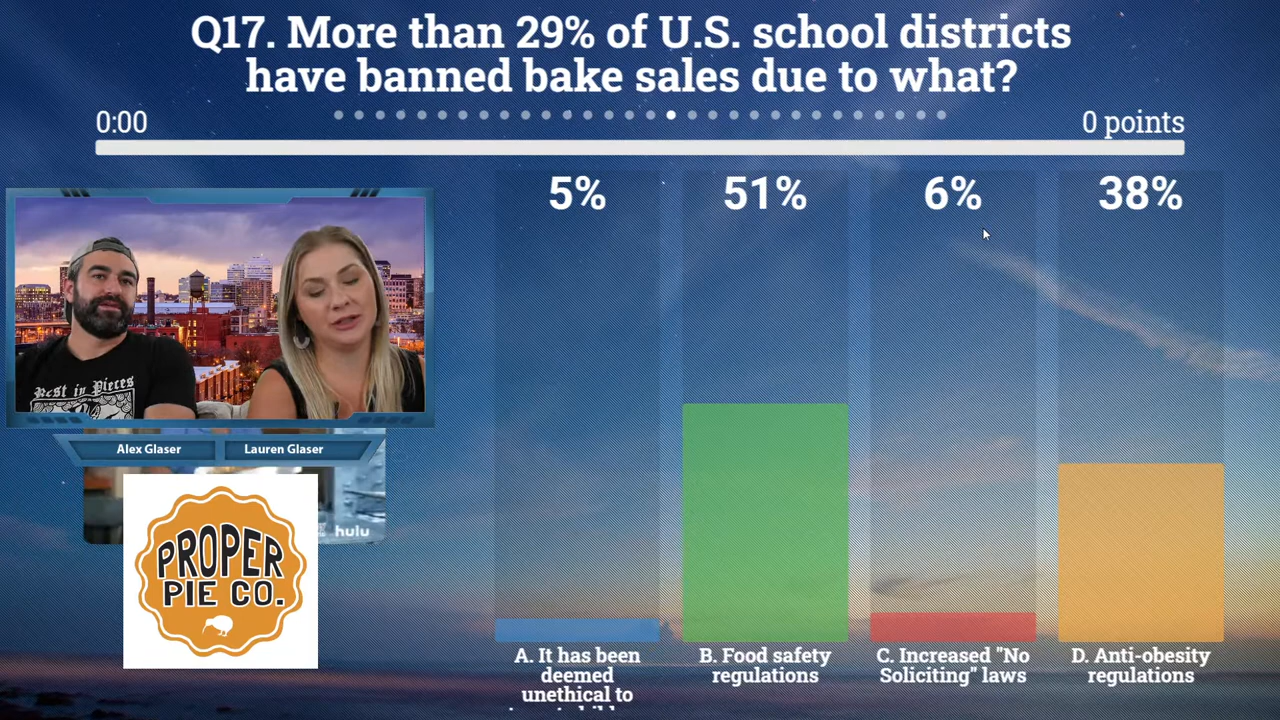 Q17. More than 29% of U.S. school districts
have banned bake sales due to what?
0:00
0 points
5%
51%
6%
38%
Rest in Pieces
Alex Glaser
Lauren Glaser
hulu
PROPER
PIE CO.
A. It has been
deemed
unethical to
B. Food safety
regulations
C. Increased "No
Soliciting" laws
D. Anti-obesity
regulations